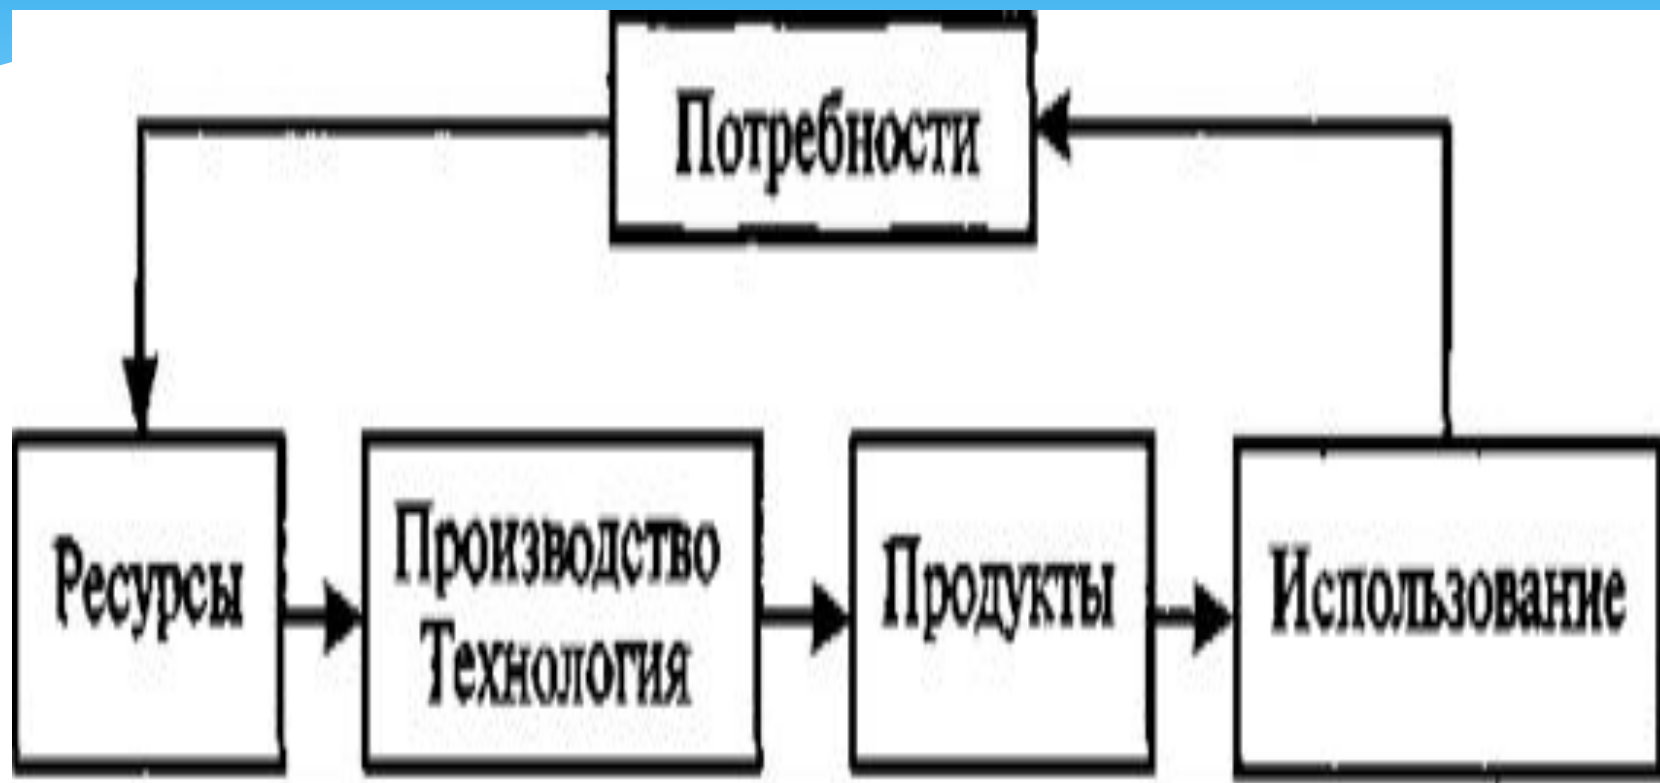 Потребности
Ресурсы
Производство
Технология
Продукты
Использование